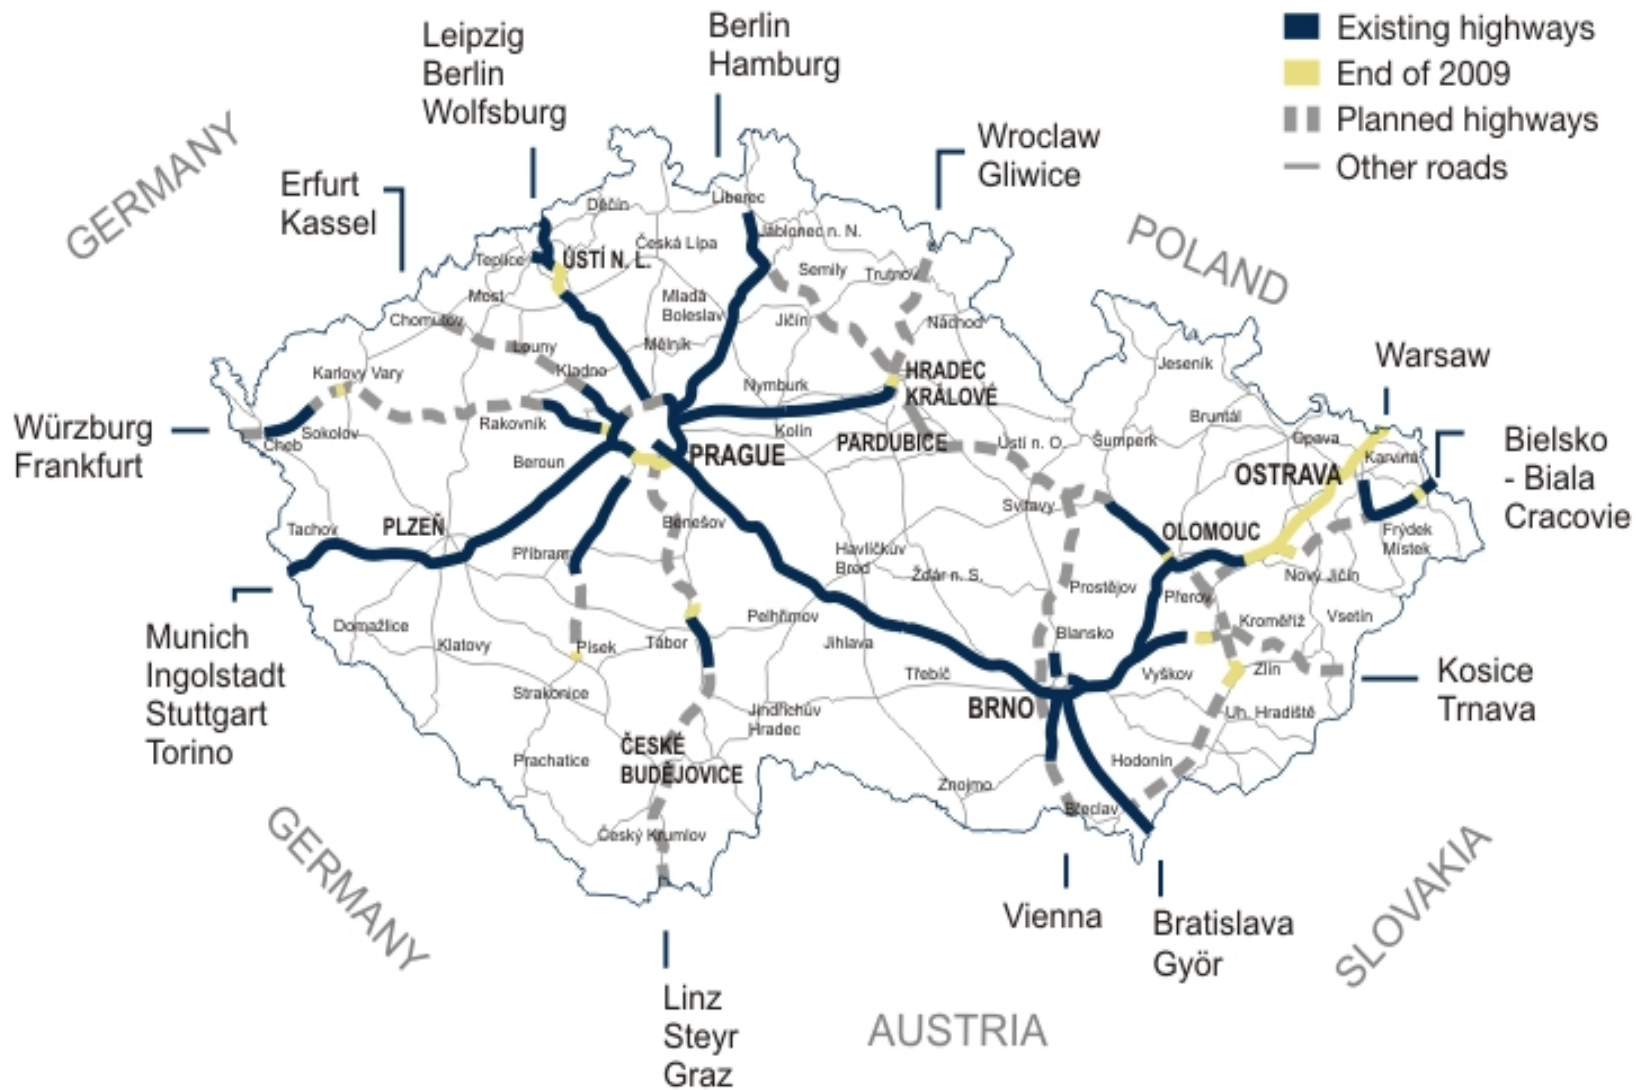 Existing highways
End of 2009
Planned highways
Other roads
Leipzig
Berlin
Wolfsburg
Berlin
Hamburg
Wroclaw
Gliwice
Erfurt
Kassel
GERMANY
POLAND
Warsaw
Bielsko
- Biala
Cracovie
Würzburg
Frankfurt
Munich
Ingolstadt
Stuttgart
Torino
Kosice
Trnava
Vienna
Bratislava
Györ
Linz
Steyr
Graz
GERMANY
AUSTRIA
SLOVAKIA
Děčín
Liberec
Jablonec n. N.
Česká Lípa
Teplice
ÚSTÍ N. L.
Semily
Trutnov
Most
Mladá
Boleslav
Chomutov
Jičín
Náchod
Louny
Mělník
Kladno
Karlovy Vary
HRADEC
KRÁLOVÉ
Nymburk
Jeseník
Rakovník
Kolín
Bruntál
Sokolov
Cheb
PARDUBICE
Ústí n. O.
Šumperk
Opava
Karviná
Beroun
PRAGUE
OSTRAVA
Svitavy
Tachov
PLZEŇ
Benešov
OLOMOUC
Frýdek
Místek
Příbram
Havlíčkův
Brod
Žďár n. S.
Prostějov
Nový Jičín
Přerov
Domažlice
Klatovy
Písek
Tábor
Pelhřimov
Jihlava
Blansko
Kroměříž
Vsetín
Třebíč
Vyškov
Zlín
Strakonice
Jindřichův
Hradec
BRNO
Uh. Hradiště
Prachatice
ČESKÉ
BUDĚJOVICE
Hodonín
Znojmo
Břeclav
Český Krumlov